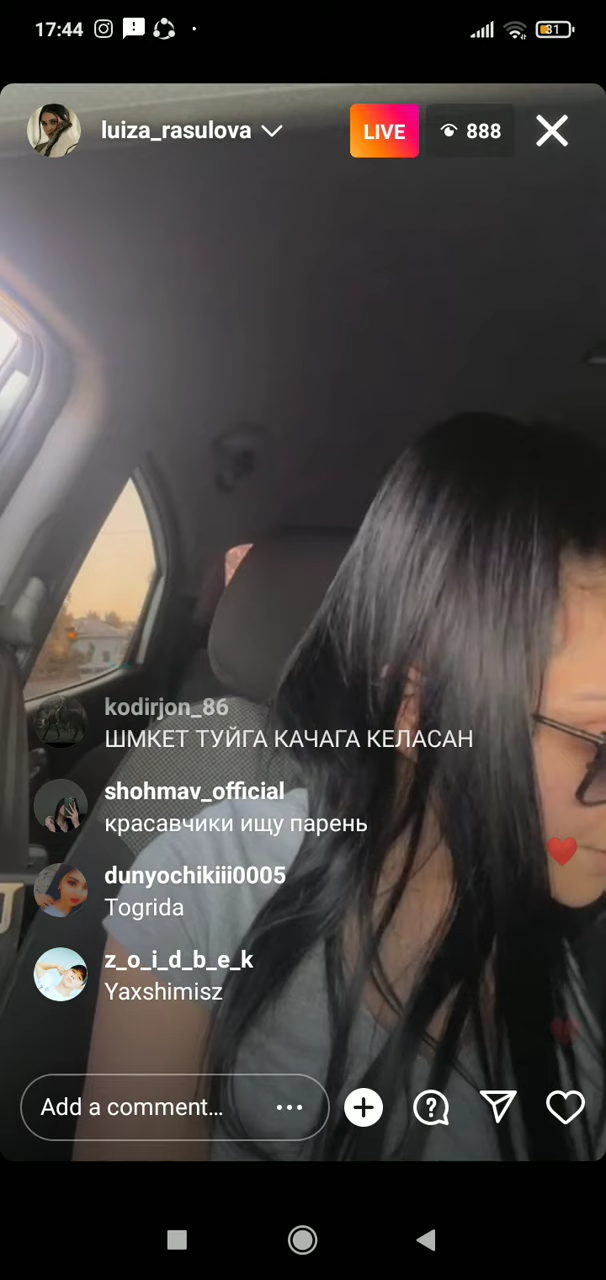 17:44
81
luiza_rasulova
LIVE
888
kodirjon_86
ШМКЕТ ТУЙГА КАЧАГА КЕЛАСАН
shohmav_official
красавчики ищу парень
dunyochikiii0005
Togrida
z_o_i_d_b_e_k
Yaxshimisz
Add a comment...